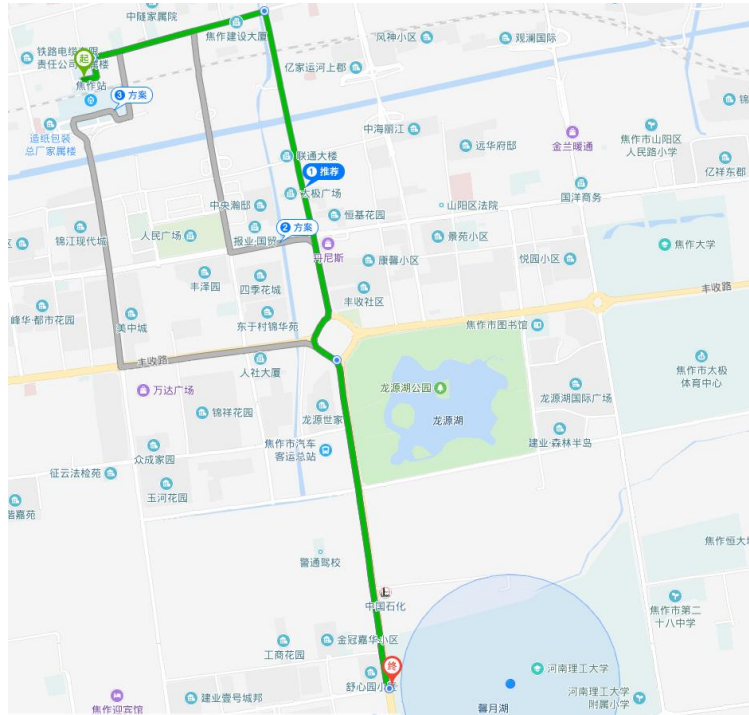 中隧家属院
焦作建设大厦
风神小区
观澜国际
铁路电缆有限
责任公司家属楼
起
焦作站
亿家运河上郡
3 方案
锦
造纸包装
总厂家属楼
中海丽江
金兰暖通
焦作市山阳区
人民路小学
联通大楼
远华府邸
1 推荐
亿祥东郡
太极广场
国洋商务
中央瀚邸
恒基花园
山阳区法院
2 方案
人民广场
报业·国贸
景苑小区
区
锦江现代城
丹尼斯
焦作大学
康馨小区
悦园小区
丰泽园
四季花城
丰收路
丰收社区
峰华·都市花园
美中城
东于村锦华苑
焦作市图书馆
丰收路
人社大厦
焦作市太极
体育中心
万达广场
龙源湖公园
龙源湖国际广场
锦祥花园
龙源世家
龙源湖
焦作市汽车
客运总站
建业·森林半岛
众成家园
征云法检苑
玉河花园
嘉苑
焦作恒大
警通驾校
中国石化
焦作市第二
十八中学
金冠嘉华小区
工商花园
终
舒心园小区
河南理工大学
焦作迎宾馆
建业壹号城邦
馨月湖
河南理工大学
附属小学